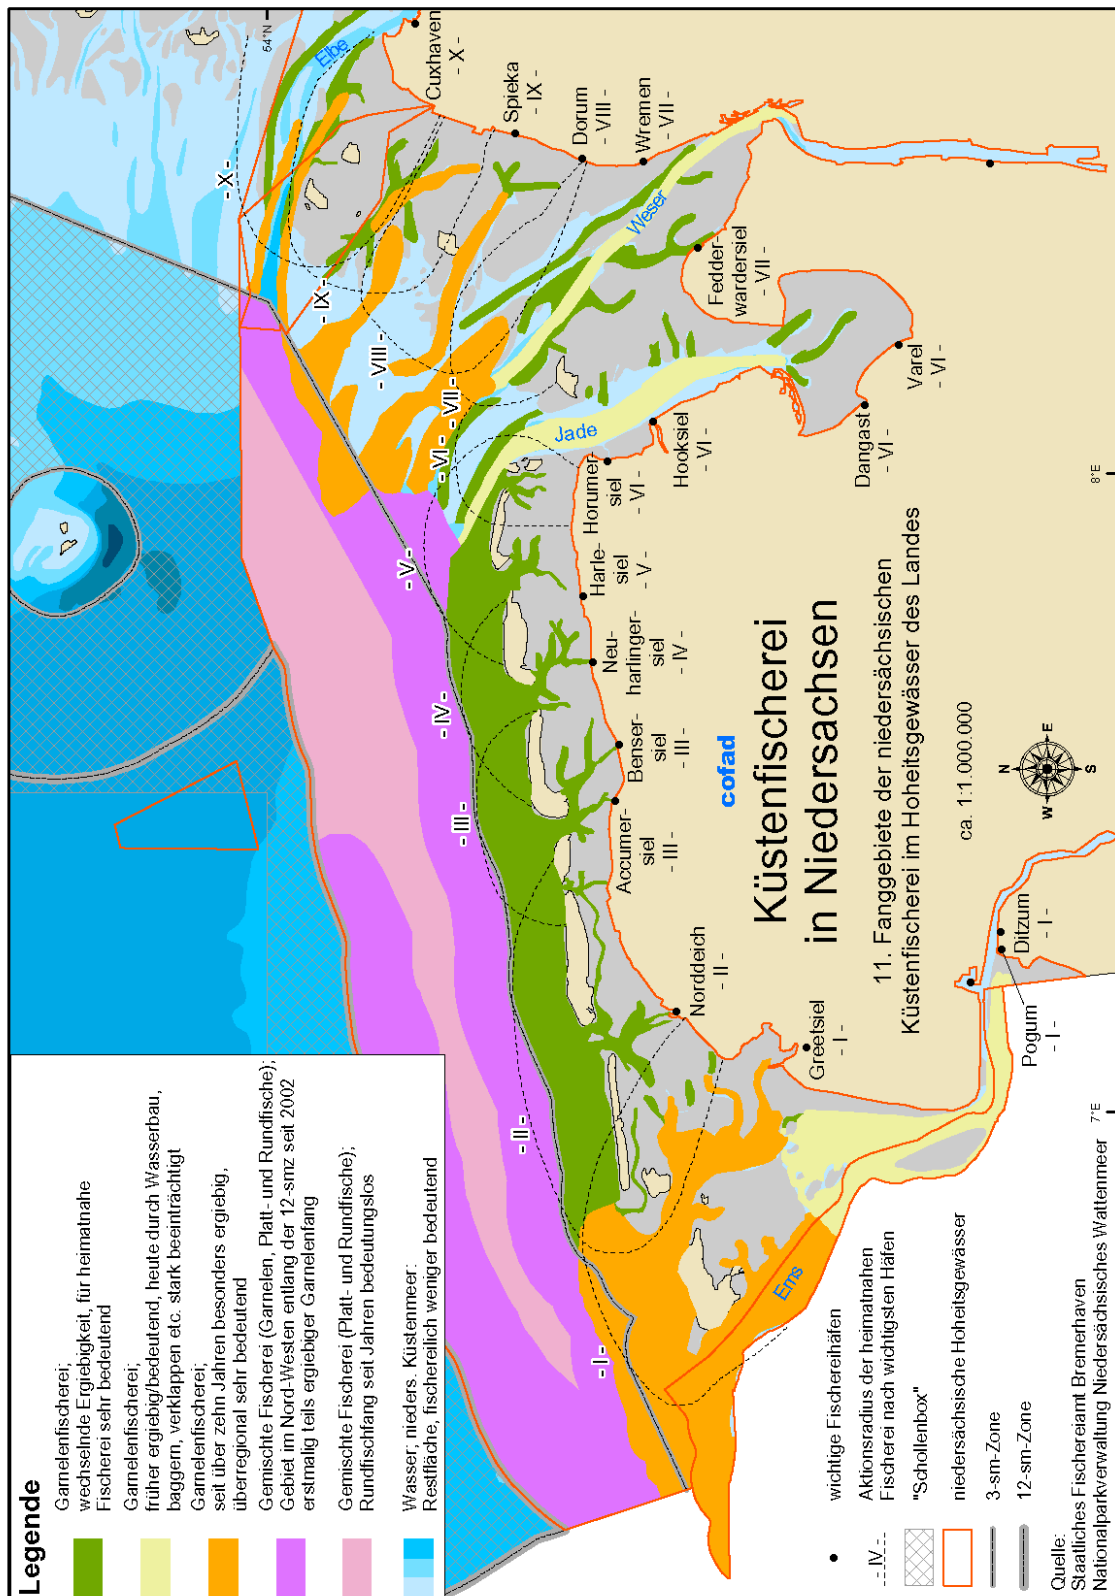 Legende
Garnelenfischerei;
wechselnde Ergiebigkeit, für heimatnahe
Fischerei sehr bedeutend
Garnelenfischerei;
früher ergiebig/bedeutend, heute durch Wasserbau,
baggern, verklappen etc. stark beeinträchtigt
Garnelenfischerei;
seit über zehn Jahren besonders ergiebig,
überregional sehr bedeutend
Gemischte Fischerei (Garnelen, Platt- und Rundfische);
Gebiet im Nord-Westen entlang der 12-smz seit 2002
erstmalig teils ergiebiger Garnelenfang
Gemischte Fischerei (Platt- und Rundfische);
Rundfischfang seit Jahren bedeutungslos
Wasser; nieders. Küstenmeer:
Restfläche, fischereilich weniger bedeutend
wichtige Fischereihäfen
- IV -
Aktionsradius der heimatnahen
Fischerei nach wichtigsten Häfen
"Schollenbox"
niedersächsische Hoheitsgewässer
3-sm-Zone
12-sm-Zone
Quelle:
Staatliches Fischereiamt Bremerhaven
Nationalparkverwaltung Niedersächsisches Wattenmeer
- I -
- II -
- III -
- IV -
- V -
- VI -
- VII -
- VIII -
- IX -
- X -
Ems
Jade
Weser
Elbe
54°N
7°E
8°E
Pogum
- I -
Ditzum
- I -
Greetsiel
- I -
Norddeich
- II -
Accumer-
siel
- III -
Benser-
siel
- III -
Neu-
harlinger-
siel
- IV -
Harle-
siel
- V -
Horumer-
siel
- VI -
Hooksiel
- VI -
Dangast
- VI -
Varel
- VI -
Fedder-
wardersiel
- VII -
Wremen
- VII -
Dorum
- VIII -
Spieka
- IX -
Cuxhaven
- X -
cofad
Küstenfischerei
in Niedersachsen
11. Fanggebiete der niedersächsischen
Küstenfischerei im Hoheitsgewässer des Landes
ca. 1:1.000.000
N
W
E
S